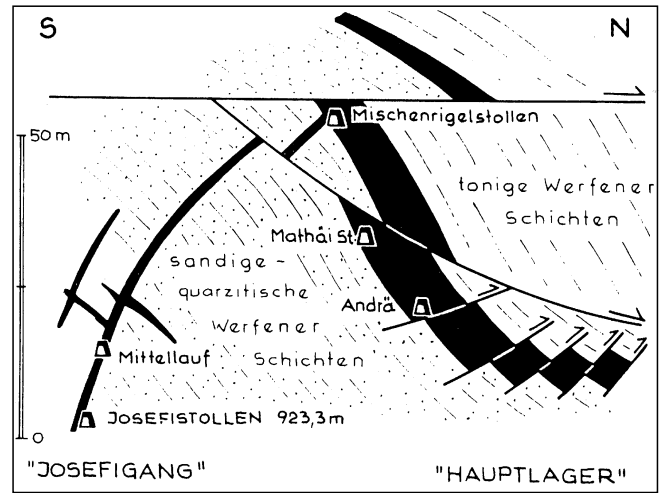 S
N
50 m
Mischenrigelstollen
tonige Werfener
Schichten
Mathäi St.
sandige -
quarzitische
Werfener
Schichten
Andrä
Mittellauf
JOSEFISTOLLEN 923,3m
0
"JOSEFIGANG"
"HAUPTLAGER"